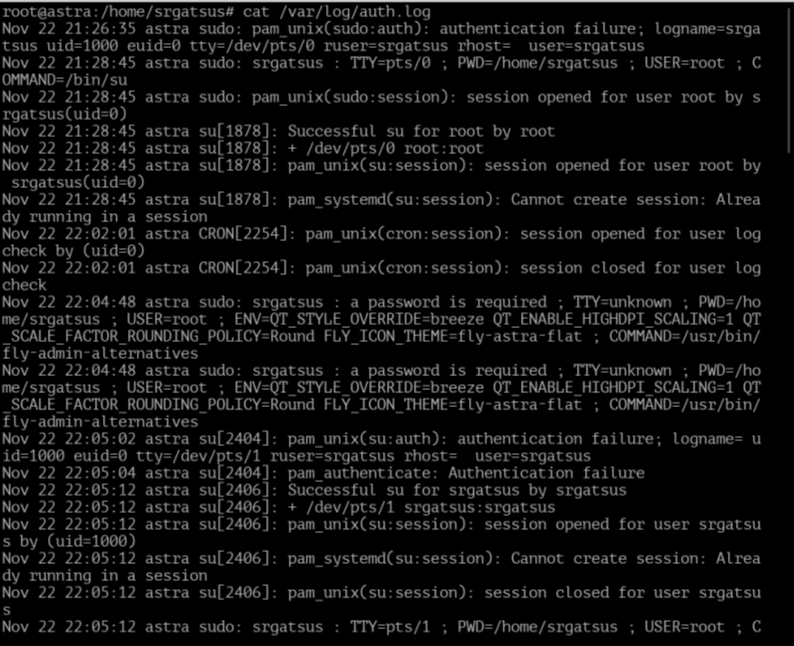 root@astra:/home/srgatsus# cat /var/log/auth.log
Nov 22 21:26:35 astra sudo: pam_unix(sudo:auth): authentication failure; logname=srga
tsus uid=1000 euid=0 tty=/dev/pts/0 ruser=srgatsus rhost=  user=srgatsus
Nov 22 21:28:45 astra sudo: srgatsus : TTY=pts/0 ; PWD=/home/srgatsus ; USER=root ; C
OMMAND=/bin/su
Nov 22 21:28:45 astra sudo: pam_unix(sudo:session): session opened for user root by s
rgatsus(uid=0)
Nov 22 21:28:45 astra su[1878]: Successful su for root by root
Nov 22 21:28:45 astra su[1878]: + /dev/pts/0 root:root
Nov 22 21:28:45 astra su[1878]: pam_unix(su:session): session opened for user root by
 srgatsus(uid=0)
Nov 22 21:28:45 astra su[1878]: pam_systemd(su:session): Cannot create session: Alrea
dy running in a session
Nov 22 22:02:01 astra CRON[2254]: pam_unix(cron:session): session opened for user log
check by (uid=0)
Nov 22 22:02:01 astra CRON[2254]: pam_unix(cron:session): session closed for user log
check
Nov 22 22:04:48 astra sudo: srgatsus : a password is required ; TTY=unknown ; PWD=/ho
me/srgatsus ; USER=root ; ENV=QT_STYLE_OVERRIDE=breeze QT_ENABLE_HIGHDPI_SCALING=1 QT
_SCALE_FACTOR_ROUNDING_POLICY=Round FLY_ICON_THEME=fly-astra-flat ; COMMAND=/usr/bin/
fly-admin-alternatives
Nov 22 22:04:48 astra sudo: srgatsus : a password is required ; TTY=unknown ; PWD=/ho
me/srgatsus ; USER=root ; ENV=QT_STYLE_OVERRIDE=breeze QT_ENABLE_HIGHDPI_SCALING=1 QT
_SCALE_FACTOR_ROUNDING_POLICY=Round FLY_ICON_THEME=fly-astra-flat ; COMMAND=/usr/bin/
fly-admin-alternatives
Nov 22 22:05:02 astra su[2404]: pam_unix(su:auth): authentication failure; logname= u
id=1000 euid=0 tty=/dev/pts/1 ruser=srgatsus rhost=  user=srgatsus
Nov 22 22:05:04 astra su[2404]: pam_authenticate: Authentication failure
Nov 22 22:05:12 astra su[2406]: Successful su for srgatsus by srgatsus
Nov 22 22:05:12 astra su[2406]: + /dev/pts/1 srgatsus:srgatsus
Nov 22 22:05:12 astra su[2406]: pam_unix(su:session): session opened for user srgatsu
s by (uid=1000)
Nov 22 22:05:12 astra su[2406]: pam_systemd(su:session): Cannot create session: Alrea
dy running in a session
Nov 22 22:05:12 astra su[2406]: pam_unix(su:session): session closed for user srgatsu
s
Nov 22 22:05:12 astra sudo: srgatsus : TTY=pts/1 ; PWD=/home/srgatsus ; USER=root ; C